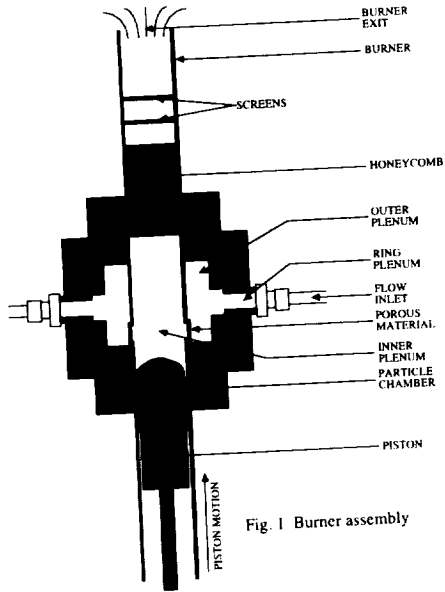 BURNER
EXIT
BURNER
SCREENS
HONEYCOMB
OUTER
PLENUM
RING
PLENUM
FLOW
INLET
POROUS
MATERIAL
INNER
PLENUM
PARTICLE
CHAMBER
PISTON
PISTON MOTION
Fig. 1 Burner assembly